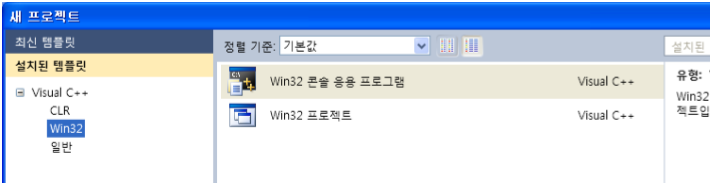 새 프로젝트
최신 템플릿
설치된 템플릿
Visual C++
CLR
Win32
일반
정렬 기준: 기본값
Win32 콘솔 응용 프로그램 Visual C++
Win32 프로젝트 Visual C++
설치된
유형:
Win32
젝트입